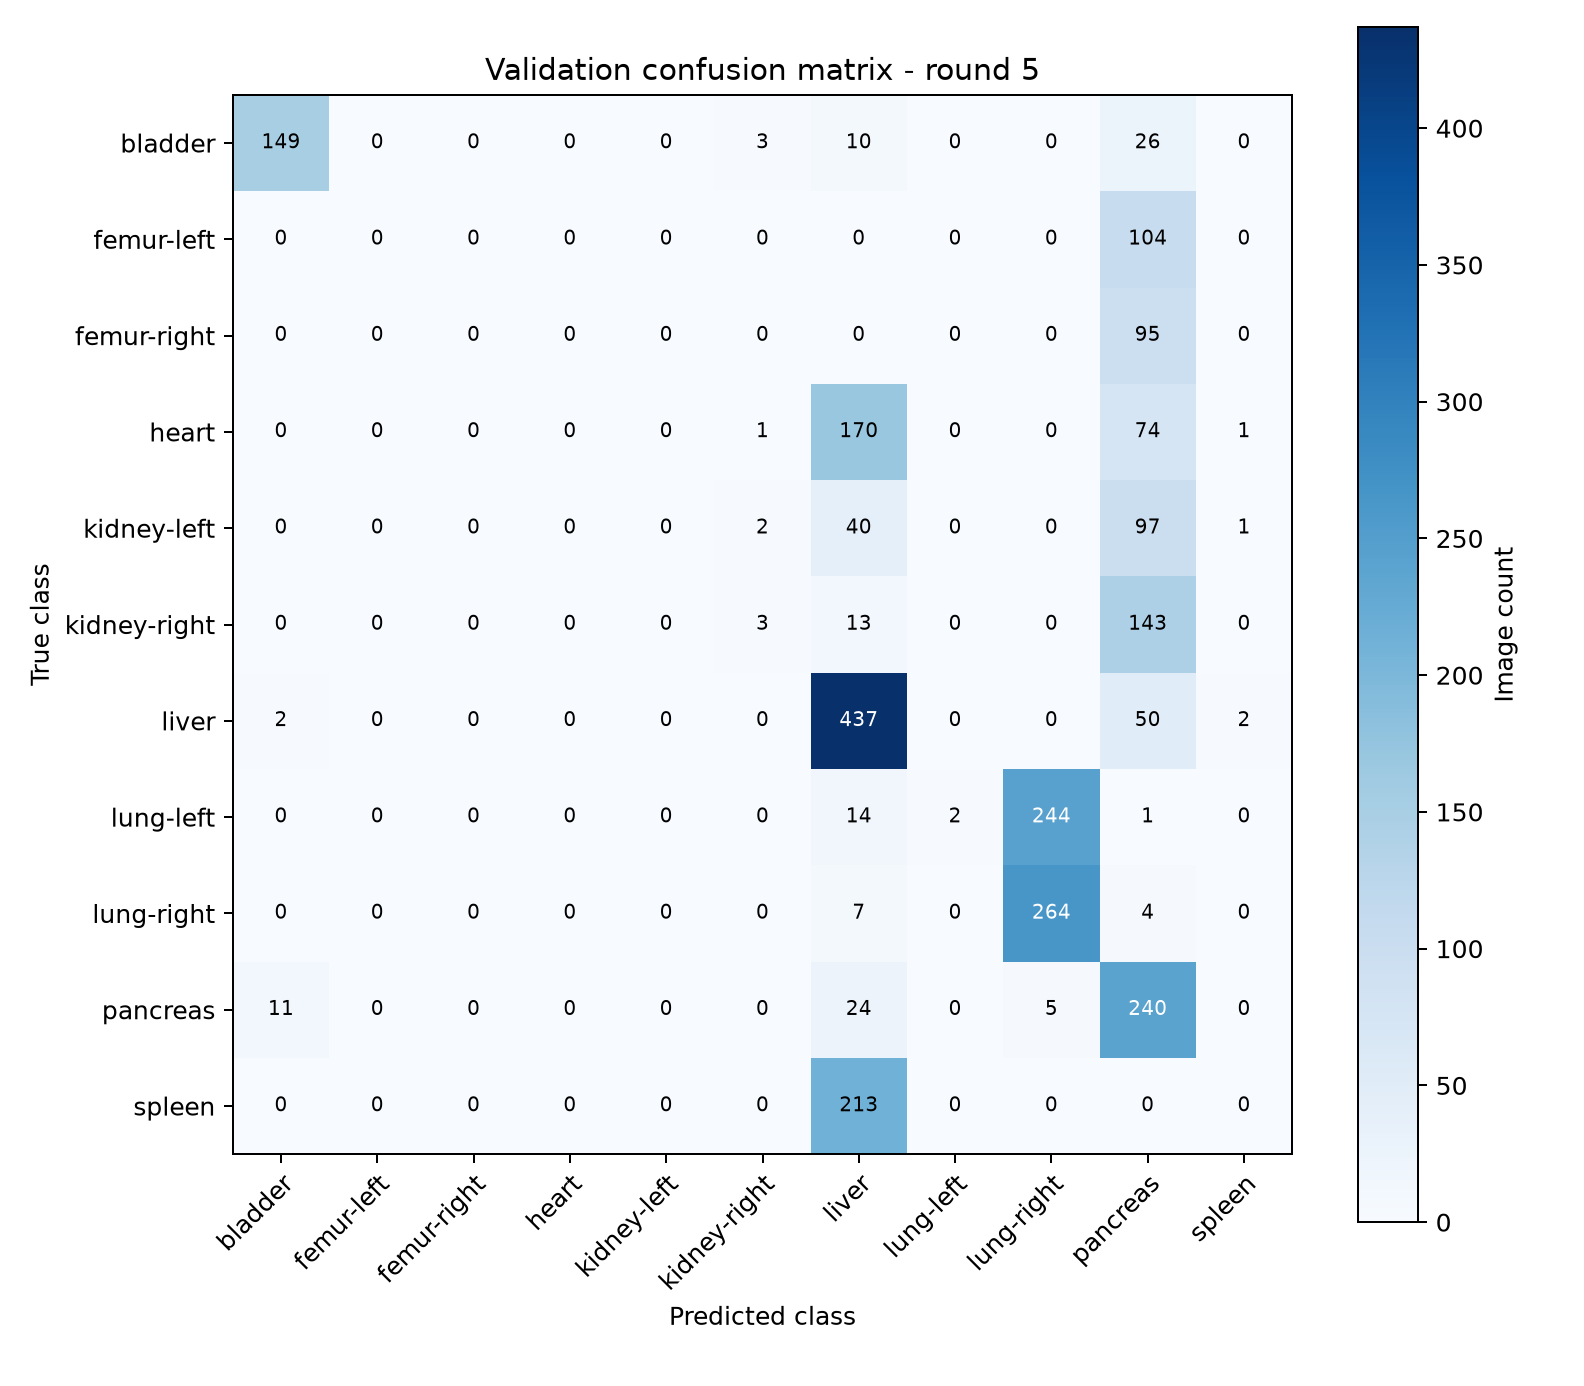 Validation confusion matrix - round 5
bladder 149 0 0 0 0 3 10 0 0 26 0
femur-left 0 0 0 0 0 0 0 0 0 104 0
femur-right 0 0 0 0 0 0 0 0 0 95 0
heart 0 0 0 0 0 1 170 0 0 74 1
kidney-left 0 0 0 0 0 2 40 0 0 97 1
kidney-right 0 0 0 0 0 3 13 0 0 143 0
liver 2 0 0 0 0 0 437 0 0 50 2
lung-left 0 0 0 0 0 0 14 2 244 1 0
lung-right 0 0 0 0 0 0 7 0 264 4 0
pancreas 11 0 0 0 0 0 24 0 5 240 0
spleen 0 0 0 0 0 0 213 0 0 0 0
True class
bladder femur-left femur-right heart kidney-left kidney-right liver lung-left lung-right pancreas spleen
Predicted class
400
350
300
250
200
150
100
50
0
Image count